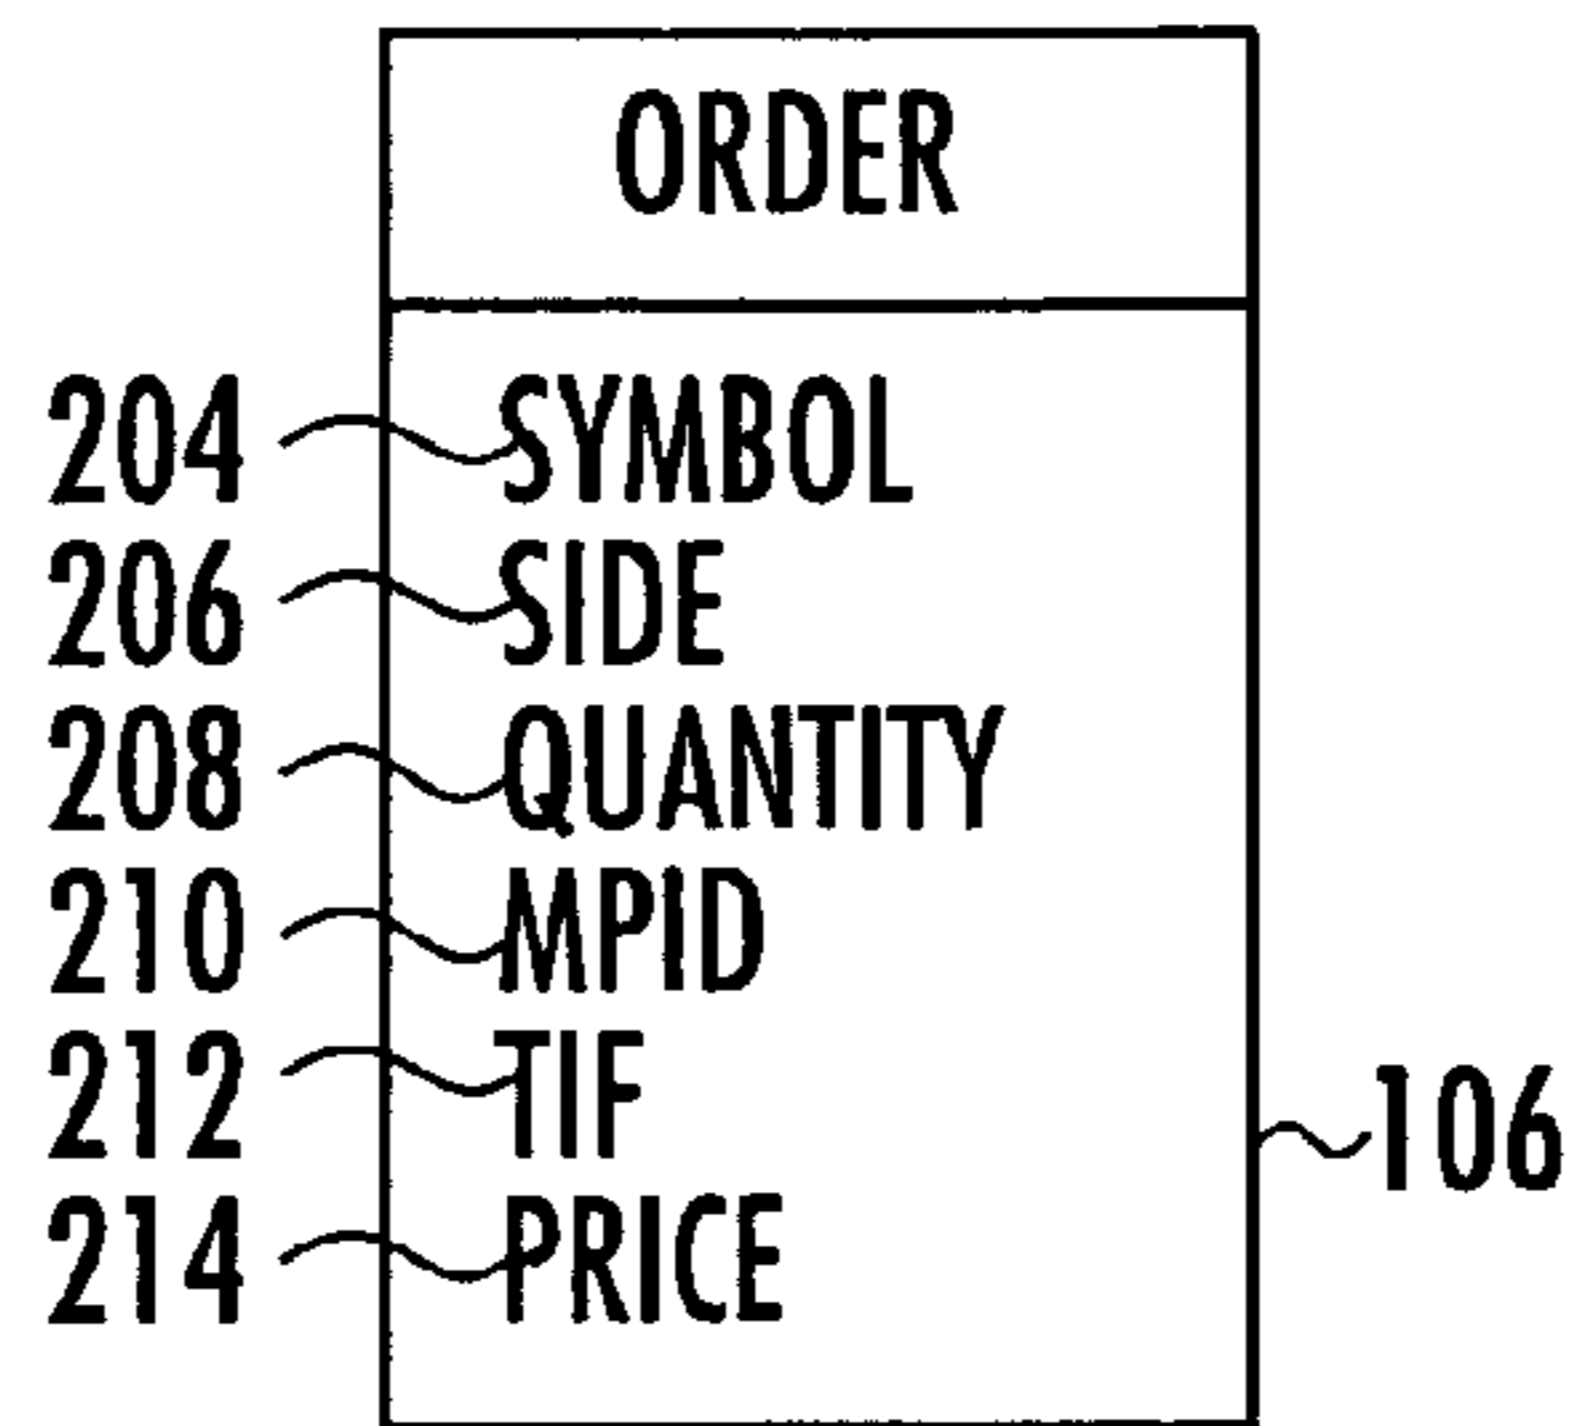 ORDER
204 SYMBOL
206 SIDE
208 QUANTITY
210 MPID
212 TIF
106
214 PRICE